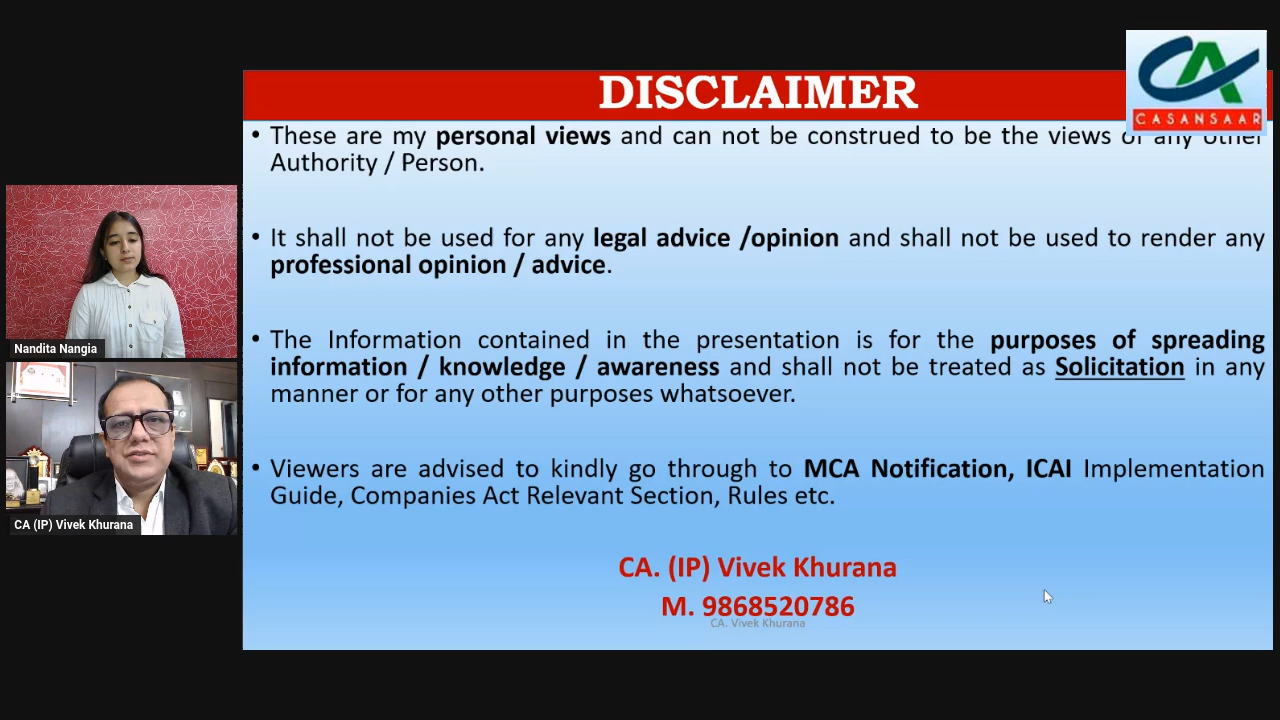 DISCLAIMER
CASANSAAR
• These are my personal views and can not be construed to be the views of any other
Authority / Person.
• It shall not be used for any legal advice /opinion and shall not be used to render any
professional opinion / advice.
• The Information contained in the presentation is for the purposes of spreading
information / knowledge / awareness and shall not be treated as Solicitation in any
manner or for any other purposes whatsoever.
• Viewers are advised to kindly go through to MCA Notification, ICAI Implementation
Guide, Companies Act Relevant Section, Rules etc.
CA. (IP) Vivek Khurana
M. 9868520786
CA. Vivek Khurana
Nandita Nangia
CA (IP) Vivek Khurana